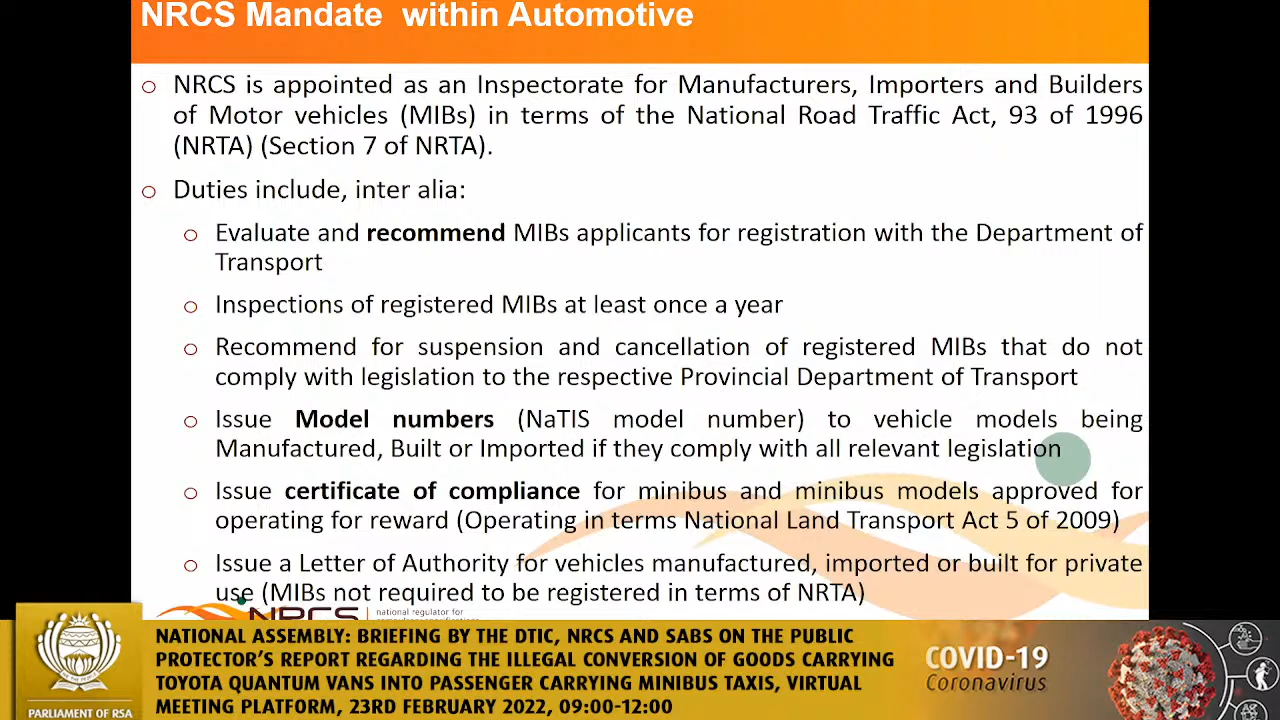 NRCS Mandate within Automotive
o NRCS is appointed as an Inspectorate for Manufacturers, Importers and Builders
of Motor vehicles (MIBs) in terms of the National Road Traffic Act, 93 of 1996
(NRTA) (Section 7 of NRTA).
o Duties include, inter alia:
o Evaluate and recommend MIBs applicants for registration with the Department of
Transport
o Inspections of registered MIBs at least once a year
o Recommend for suspension and cancellation of registered MIBs that do not
comply with legislation to the respective Provincial Department of Transport
o Issue Model numbers (NaTIS model number) to vehicle models being
Manufactured, Built or Imported if they comply with all relevant legislation
o Issue certificate of compliance for minibus and minibus models approved for
operating for reward (Operating in terms National Land Transport Act 5 of 2009)
o Issue a Letter of Authority for vehicles manufactured, imported or built for private
use (MIBs not required to be registered in terms of NRTA)
NRCS national regulator for
NATIONAL ASSEMBLY: BRIEFING BY THE DTIC, NRCS AND SABS ON THE PUBLIC
PROTECTOR'S REPORT REGARDING THE ILLEGAL CONVERSION OF GOODS CARRYING
TOYOTA QUANTUM VANS INTO PASSENGER CARRYING MINIBUS TAXIS, VIRTUAL
MEETING PLATFORM, 23RD FEBRUARY 2022, 09:00-12:00
PARLIAMENT OF RSA
COVID-19
Coronavirus